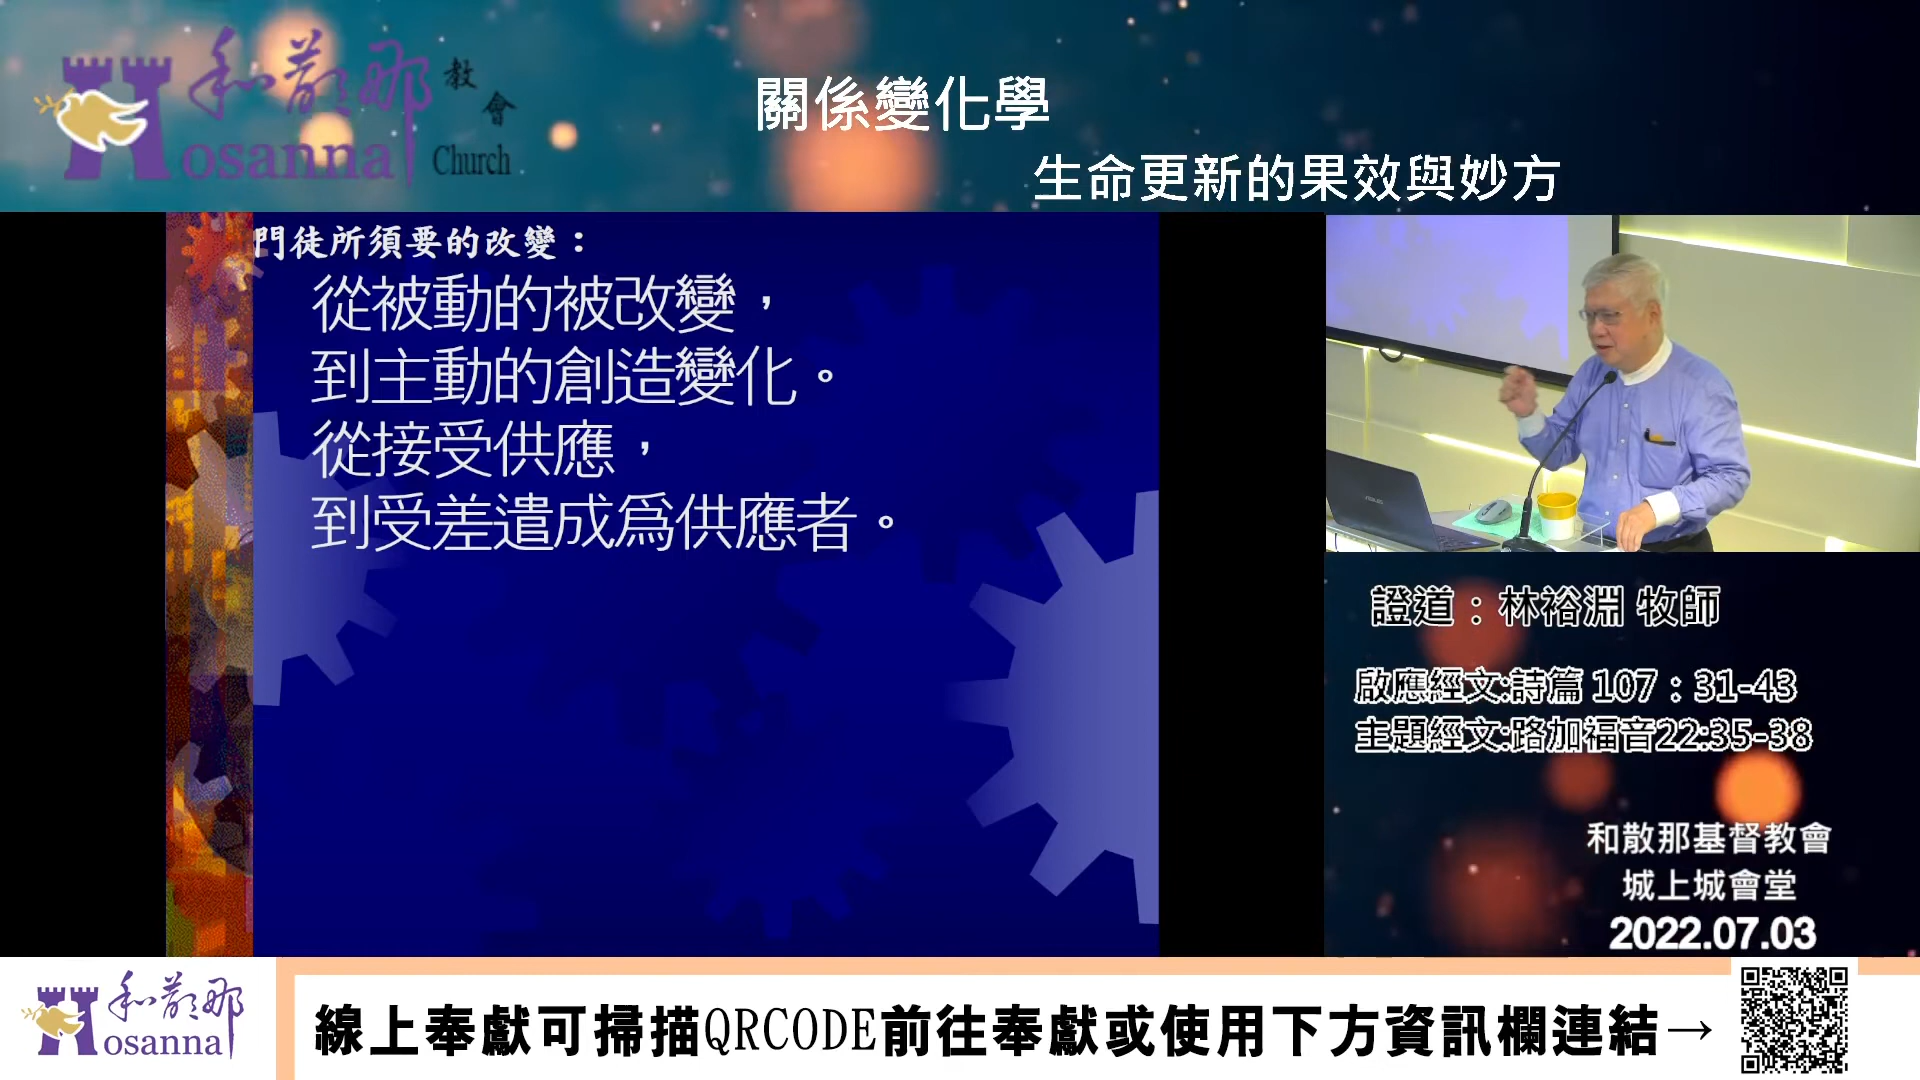 和散那教會
Hosanna Church
關係變化學
生命更新的果效與妙方
門徒所須要的改變：
從被動的被改變，
到主動的創造變化。
從接受供應，
到受差遣成為供應者。
ASUS
證道：林裕淵 牧師
啟應經文:詩篇 107：31-43
主題經文:路加福音22:35-38
和散那基督教會
城上城會堂
2022.07.03
和散那
Hosanna
線上奉獻可掃描QRCODE前往奉獻或使用下方資訊欄連結→